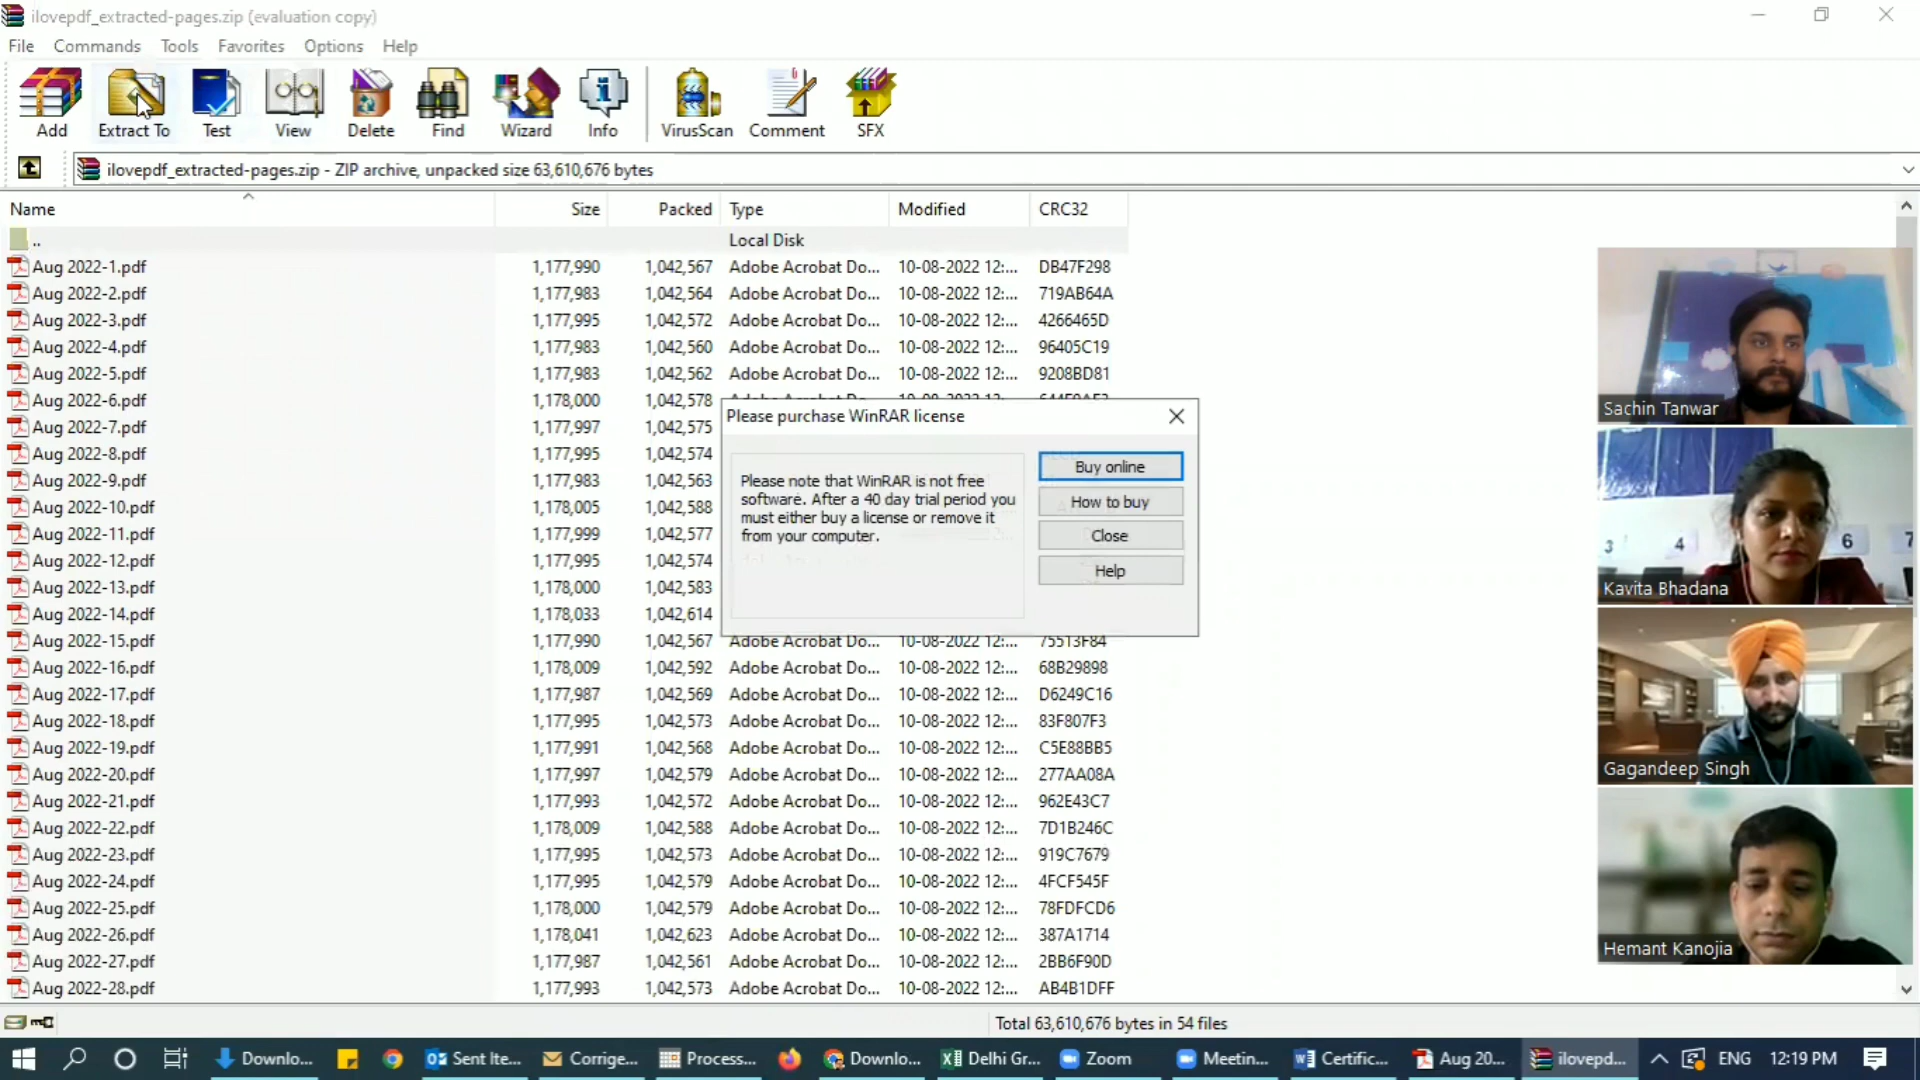 ilovepdf_extracted-pages.zip (evaluation copy)
File Commands Tools Favorites Options Help
Add Extract To Test View Delete Find Wizard Info VirusScan Comment SFX
ilovepdf_extracted-pages.zip - ZIP archive, unpacked size 63,610,676 bytes
Name Size Packed Type Modified CRC32
.. Local Disk
Aug 2022-1.pdf 1,177,990 1,042,567 Adobe Acrobat Do... 10-08-2022 12:... DB47F298
Aug 2022-2.pdf 1,177,983 1,042,564 Adobe Acrobat Do... 10-08-2022 12:... 719AB64A
Aug 2022-3.pdf 1,177,995 1,042,572 Adobe Acrobat Do... 10-08-2022 12:... 4266465D
Aug 2022-4.pdf 1,177,983 1,042,560 Adobe Acrobat Do... 10-08-2022 12:... 96405C19
Aug 2022-5.pdf 1,177,983 1,042,562 Adobe Acrobat Do... 10-08-2022 12:... 9208BD81
Aug 2022-6.pdf 1,178,000 1,042,578
Aug 2022-7.pdf 1,177,997 1,042,575
Aug 2022-8.pdf 1,177,995 1,042,574
Aug 2022-9.pdf 1,177,983 1,042,563
Aug 2022-10.pdf 1,178,005 1,042,588
Aug 2022-11.pdf 1,177,999 1,042,577
Aug 2022-12.pdf 1,177,995 1,042,574
Aug 2022-13.pdf 1,178,000 1,042,583
Aug 2022-14.pdf 1,178,033 1,042,614
Aug 2022-15.pdf 1,177,990 1,042,567 Adobe Acrobat Do... 10-08-2022 12:... 75513F84
Aug 2022-16.pdf 1,178,009 1,042,592 Adobe Acrobat Do... 10-08-2022 12:... 68B29898
Aug 2022-17.pdf 1,177,987 1,042,569 Adobe Acrobat Do... 10-08-2022 12:... D6249C16
Aug 2022-18.pdf 1,177,995 1,042,573 Adobe Acrobat Do... 10-08-2022 12:... 83F807F3
Aug 2022-19.pdf 1,177,991 1,042,568 Adobe Acrobat Do... 10-08-2022 12:... C5E88BB5
Aug 2022-20.pdf 1,177,997 1,042,579 Adobe Acrobat Do... 10-08-2022 12:... 277AA08A
Aug 2022-21.pdf 1,177,993 1,042,572 Adobe Acrobat Do... 10-08-2022 12:... 962E43C7
Aug 2022-22.pdf 1,178,009 1,042,588 Adobe Acrobat Do... 10-08-2022 12:... 7D1B246C
Aug 2022-23.pdf 1,177,995 1,042,573 Adobe Acrobat Do... 10-08-2022 12:... 919C7679
Aug 2022-24.pdf 1,177,995 1,042,579 Adobe Acrobat Do... 10-08-2022 12:... 4FCF545F
Aug 2022-25.pdf 1,178,000 1,042,579 Adobe Acrobat Do... 10-08-2022 12:... 78FDFCD6
Aug 2022-26.pdf 1,178,041 1,042,623 Adobe Acrobat Do... 10-08-2022 12:... 387A1714
Aug 2022-27.pdf 1,177,987 1,042,561 Adobe Acrobat Do... 10-08-2022 12:... 2BB6F90D
Aug 2022-28.pdf 1,177,993 1,042,573 Adobe Acrobat Do... 10-08-2022 12:... AB4B1DFF
Please purchase WinRAR license
Please note that WinRAR is not free
software. After a 40 day trial period you
must either buy a license or remove it
from your computer.
Buy online
How to buy
Close
Help
Sachin Tanwar
3 4 6 7
Kavita Bhadana
Gagandeep Singh
Hemant Kanojia
Total 63,610,676 bytes in 54 files
Downlo... Sent Ite... Corrige... Process... Downlo... Delhi Gr... Zoom Meetin... Certific... Aug 20... ilovepd... ENG 12:19 PM